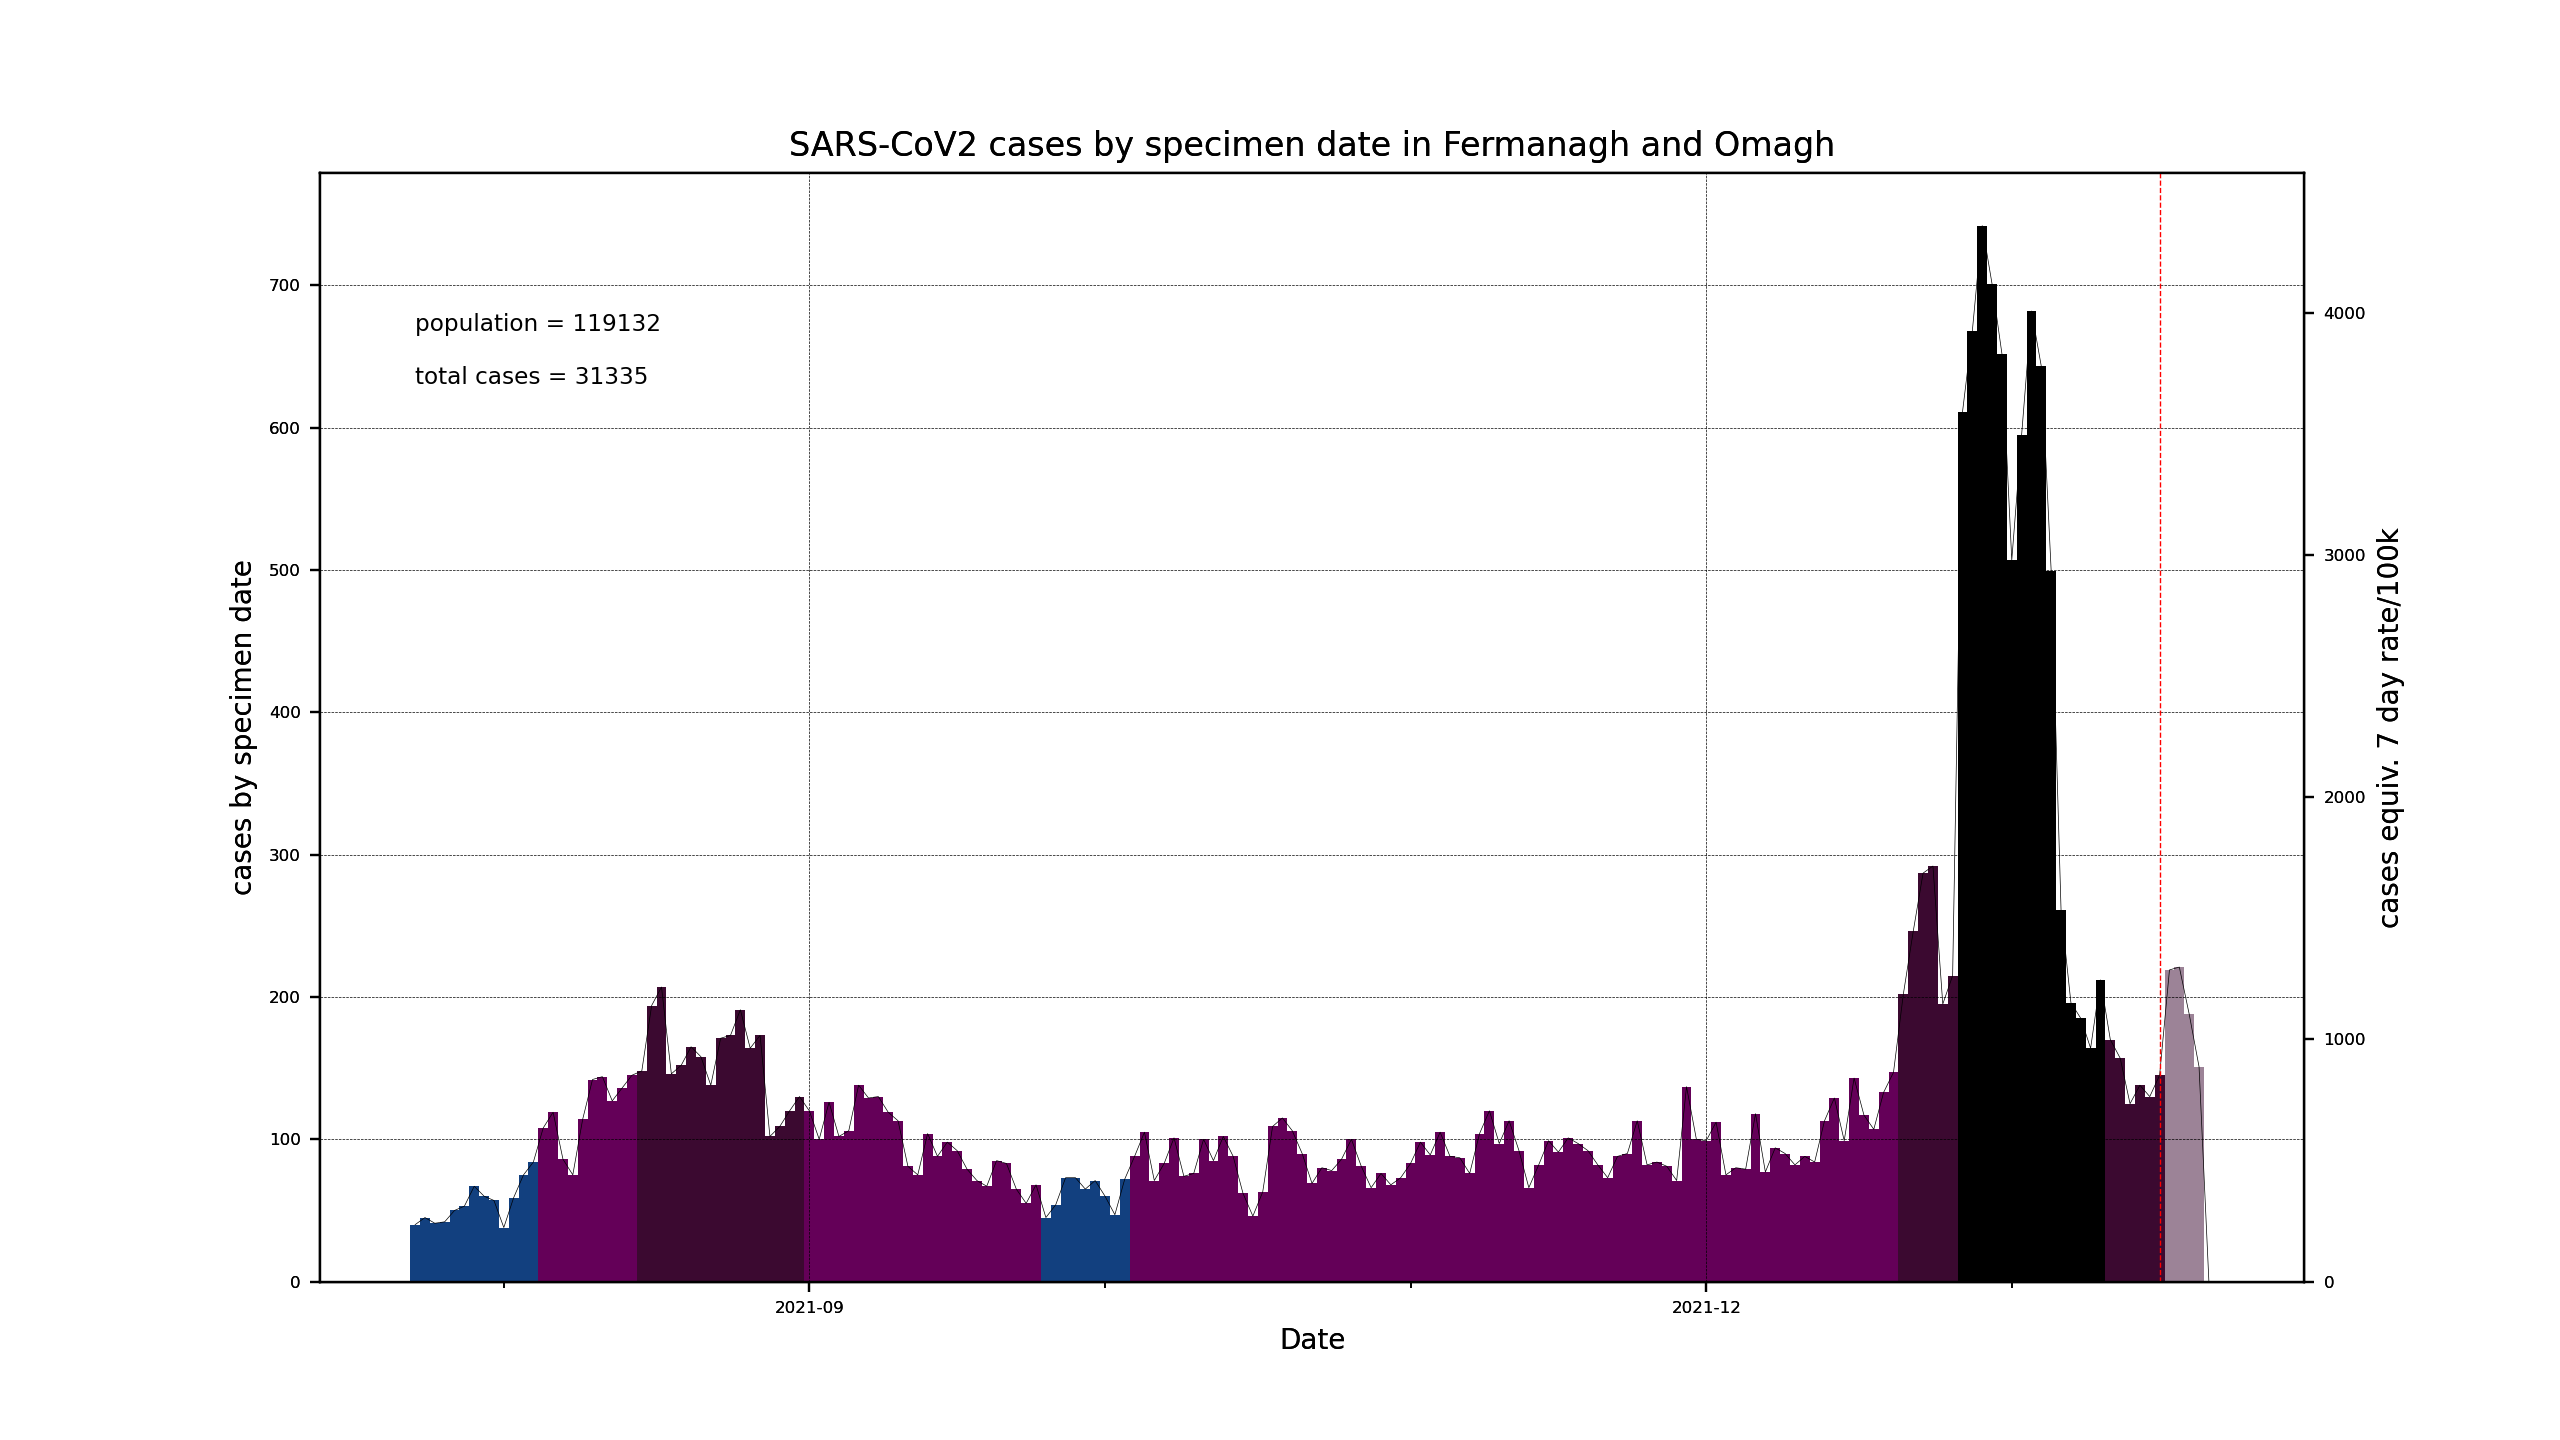 SARS-CoV2 cases by specimen date in Fermanagh and Omagh
population = 119132
total cases = 31335
cases by specimen date
700
600
500
400
300
200
100
0
4000
3000
2000
1000
0
cases equiv. 7 day rate/100k
2021-09
2021-12
Date